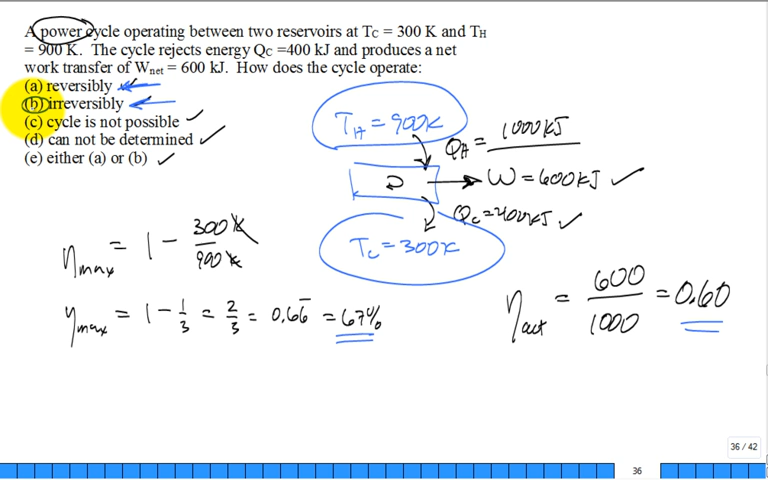 A power cycle operating between two reservoirs at TC = 300 K and TH
= 900 K. The cycle rejects energy QC =400 kJ and produces a net
work transfer of Wnet = 600 kJ. How does the cycle operate:
(a) reversibly
(b) irreversibly
(c) cycle is not possible
(d) can not be determined
(e) either (a) or (b)
TH = 900K
QH = 1000 kJ
W = 600 kJ
QC = 400 kJ
TC = 300K
ηmax = 1 - 300K/900K
ηmax = 1 - 1/3 = 2/3 = 0.66 = 67%
ηact = 600/1000 = 0.60
36 / 42
36